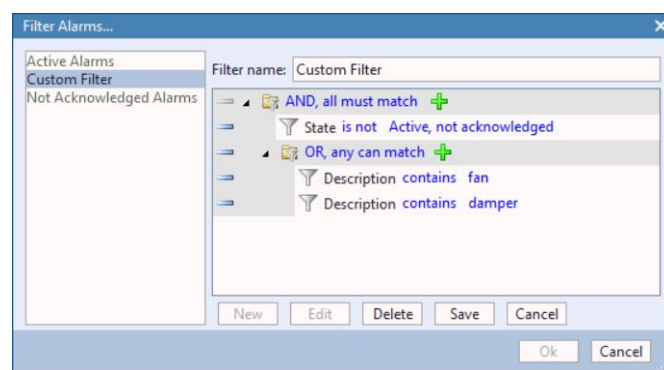 Filter Alarms...
Active Alarms
Custom Filter
Not Acknowledged Alarms
Filter name: Custom Filter
AND, all must match
State is not Active, not acknowledged
OR, any can match
Description contains fan
Description contains damper
New Edit Delete Save Cancel
Ok Cancel